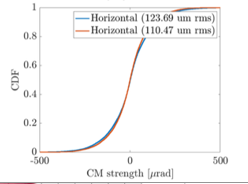 Horizontal (123.69 um rms)
Horizontal (110.47 um rms)
1
0.8
0.6
0.4
0.2
0
CDF
-500 0 500
CM strength [μrad]